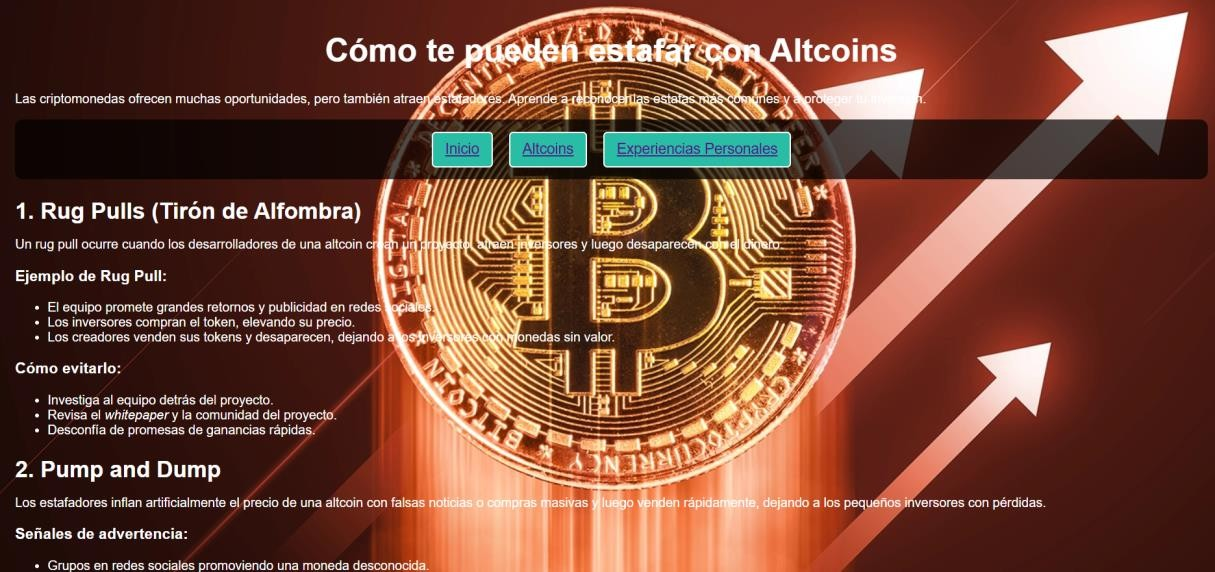 Cómo te pueden estafar con Altcoins
Las criptomonedas ofrecen muchas oportunidades, pero también atraen estafadores. Aprende a reconocer las estafas más comunes y a proteger tu inversión.
Inicio
Altcoins
Experiencias Personales
1. Rug Pulls (Tirón de Alfombra)
Un rug pull ocurre cuando los desarrolladores de una altcoin crean un proyecto, atraen inversores y luego desaparecen con el dinero.
Ejemplo de Rug Pull:
El equipo promete grandes retornos y publicidad en redes sociales.
Los inversores compran el token, elevando su precio.
Los creadores venden sus tokens y desaparecen, dejando a los inversores con monedas sin valor.
Cómo evitarlo:
Investiga al equipo detrás del proyecto.
Revisa el whitepaper y la comunidad del proyecto.
Desconfía de promesas de ganancias rápidas.
2. Pump and Dump
Los estafadores inflan artificialmente el precio de una altcoin con falsas noticias o compras masivas y luego venden rápidamente, dejando a los pequeños inversores con pérdidas.
Señales de advertencia:
Grupos en redes sociales promoviendo una moneda desconocida.
DIGITAL * DECENTRALIZED * PEER TO PEER *
BITCOIN * CRYPTOCURRENCY *